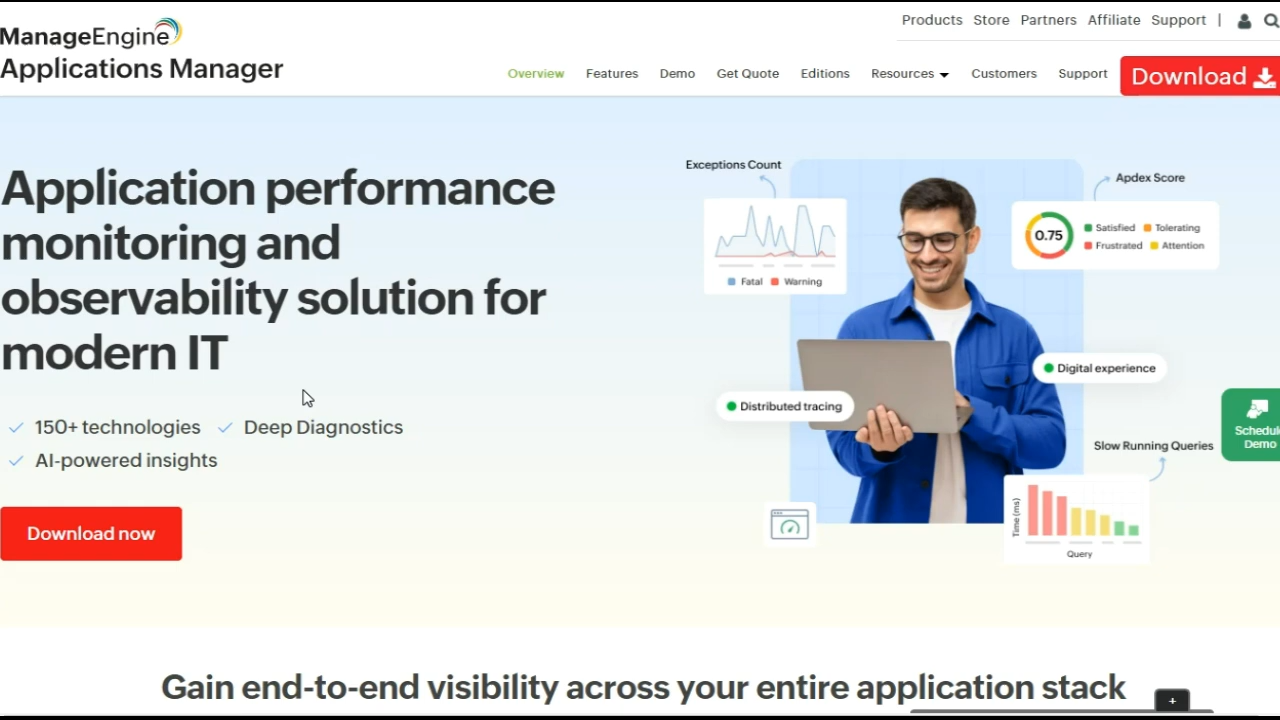 Products Store Partners Affiliate Support |
ManageEngine
Applications Manager
Overview Features Demo Get Quote Editions Resources Customers Support Download
Application performance
monitoring and
observability solution for
modern IT
150+ technologies Deep Diagnostics
AI-powered insights
Download now
Exceptions Count
Fatal Warning
Apdex Score
0.75
Satisfied Tolerating
Frustrated Attention
Digital experience
Distributed tracing
Slow Running Queries
Time (ms)
Query
Demo
Gain end-to-end visibility across your entire application stack
+